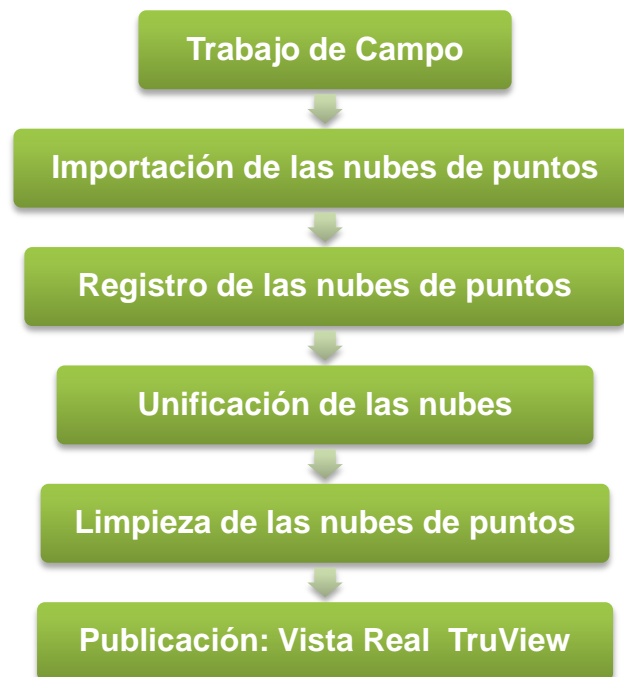 Trabajo de Campo
Importación de las nubes de puntos
Registro de las nubes de puntos
Unificación de las nubes
Limpieza de las nubes de puntos
Publicación: Vista Real TruView